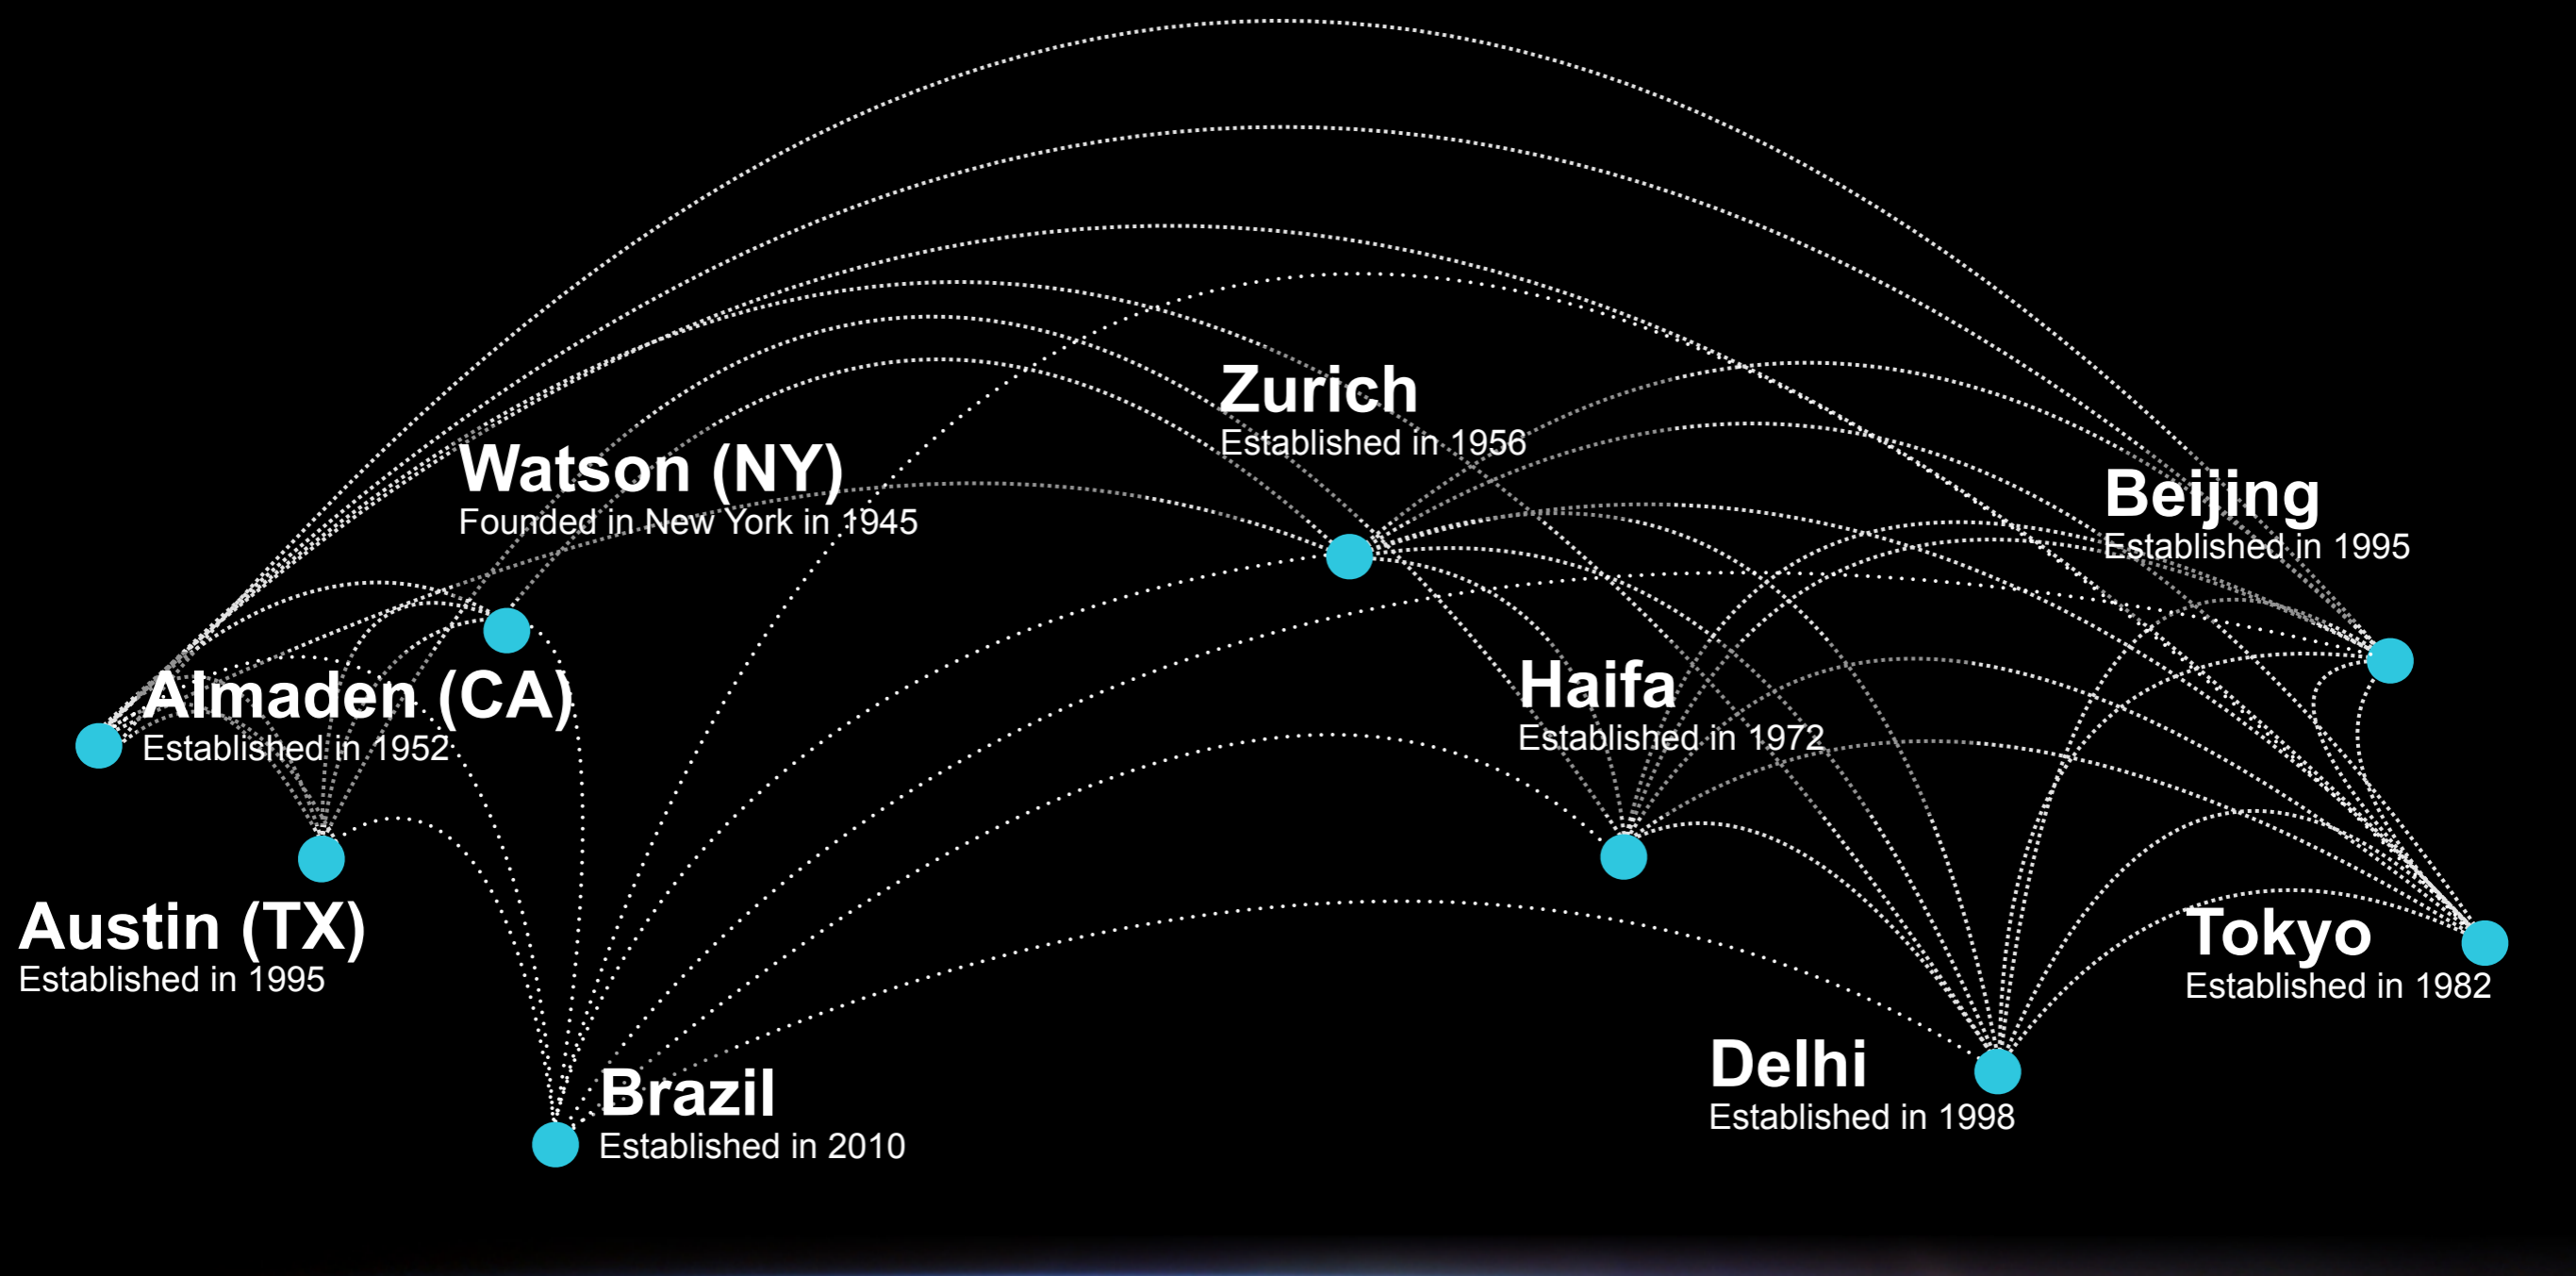 Zurich
Established in 1956
Watson (NY)
Founded in New York in 1945
Beijing
Established in 1995
Almaden (CA)
Established in 1952
Haifa
Established in 1972
Austin (TX)
Established in 1995
Tokyo
Established in 1982
Delhi
Established in 1998
Brazil
Established in 2010